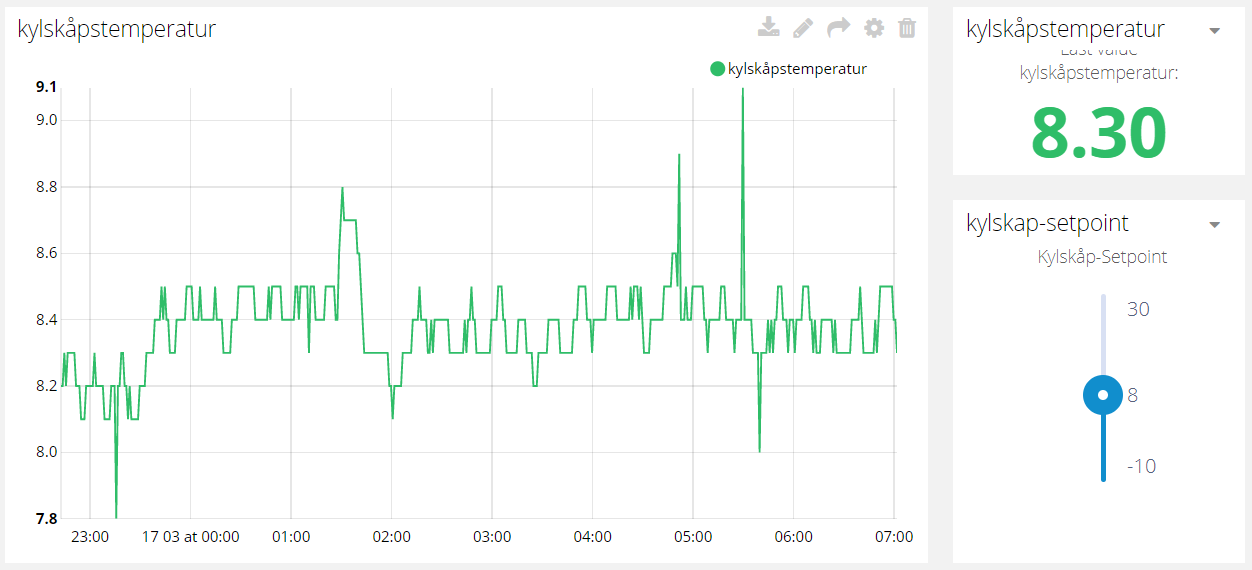 kylskåpstemperatur
kylskåpstemperatur
9.1
9.0
8.8
8.6
8.4
8.2
8.0
7.8
23:00 17 03 at 00:00 01:00 02:00 03:00 04:00 05:00 06:00 07:00
kylskåpstemperatur
Last value
kylskåpstemperatur:
8.30
kylskap-setpoint
Kylskåp-Setpoint
30
8
-10